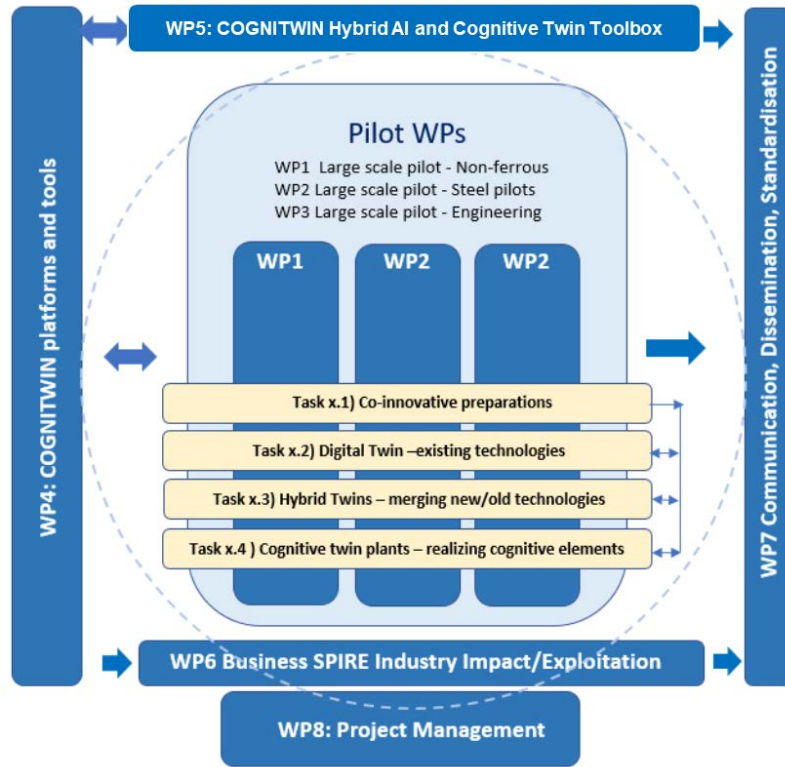 WP5: COGNITWIN Hybrid AI and Cognitive Twin Toolbox
WP4: COGNITWIN platforms and tools
Pilot WPs
WP1 Large scale pilot - Non-ferrous
WP2 Large scale pilot - Steel pilots
WP3 Large scale pilot - Engineering
WP1
WP2
WP2
Task x.1) Co-innovative preparations
Task x.2) Digital Twin –existing technologies
Task x.3) Hybrid Twins – merging new/old technologies
Task x.4 ) Cognitive twin plants – realizing cognitive elements
WP7 Communication, Dissemination, Standardisation
WP6 Business SPIRE Industry Impact/Exploitation
WP8: Project Management